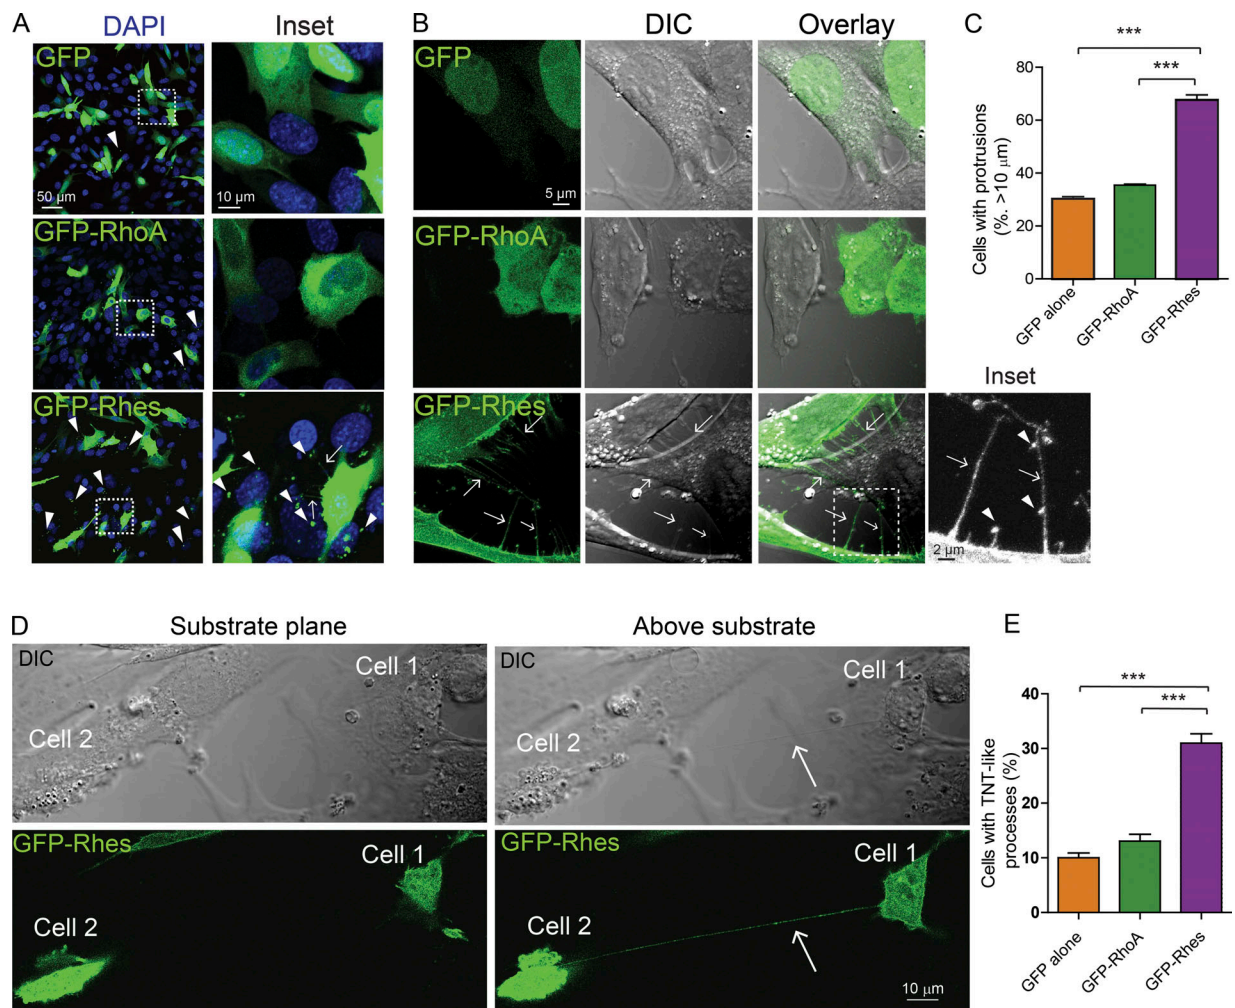 A
DAPI
Inset
GFP
50 µm
10 µm
GFP-RhoA
GFP-Rhes
B
DIC
Overlay
GFP
5 µm
GFP-RhoA
GFP-Rhes
Inset
2 µm
C
***
***
80
60
40
20
0
Cells with protrusions
(%. >10 µm)
GFP alone
GFP-RhoA
GFP-Rhes
D
Substrate plane
Above substrate
DIC
Cell 1
Cell 2
DIC
Cell 1
Cell 2
GFP-Rhes
Cell 1
Cell 2
GFP-Rhes
Cell 1
Cell 2
10 µm
E
***
***
40
30
20
10
0
Cells with TNT-like
processes (%)
GFP alone
GFP-RhoA
GFP-Rhes